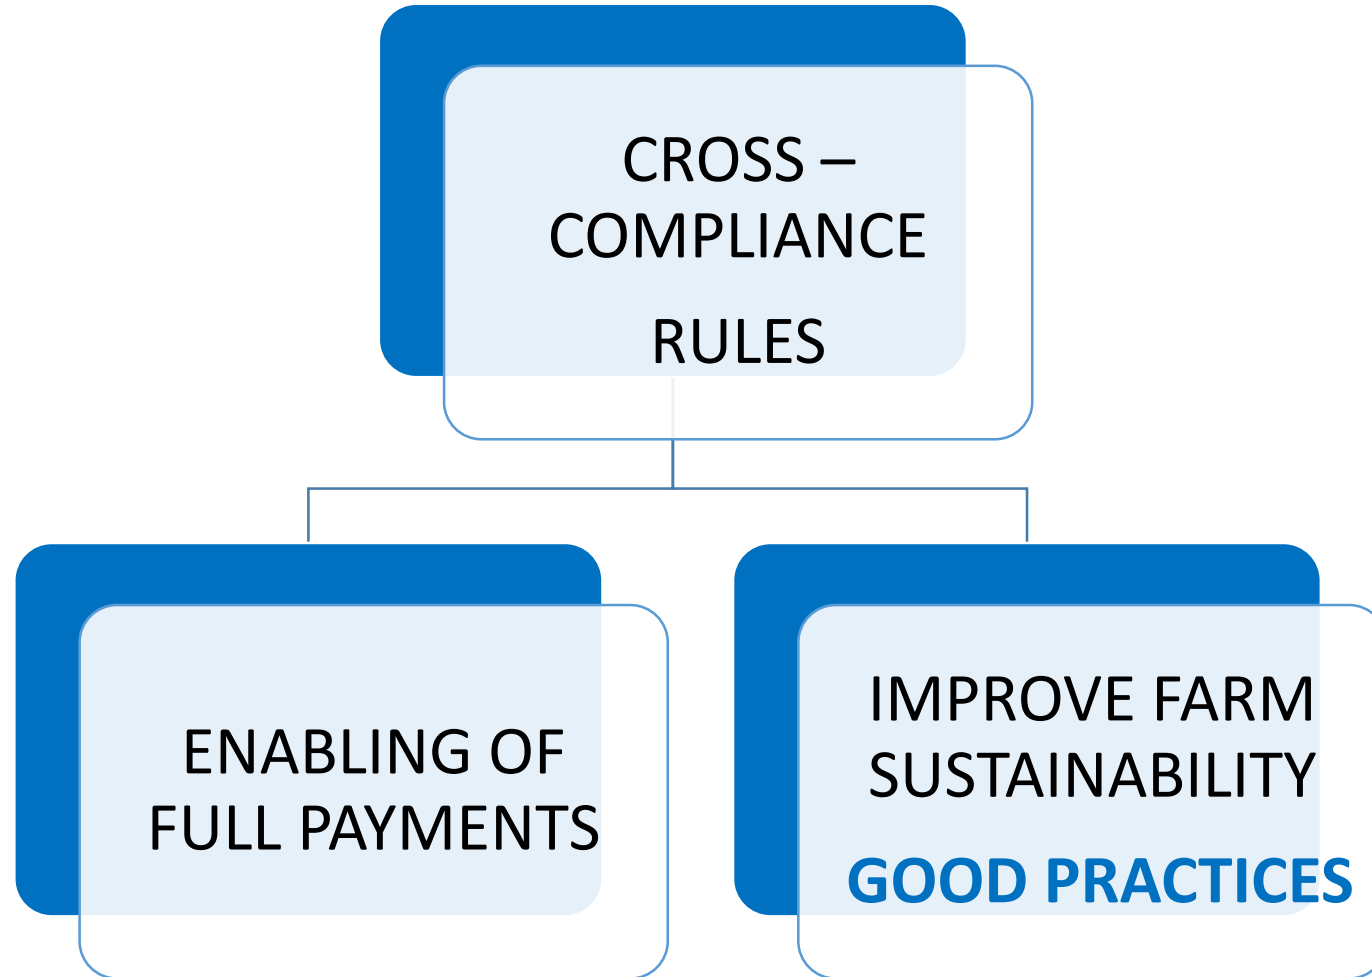 CROSS –
COMPLIANCE
RULES
ENABLING OF
FULL PAYMENTS
IMPROVE FARM
SUSTAINABILITY
GOOD PRACTICES